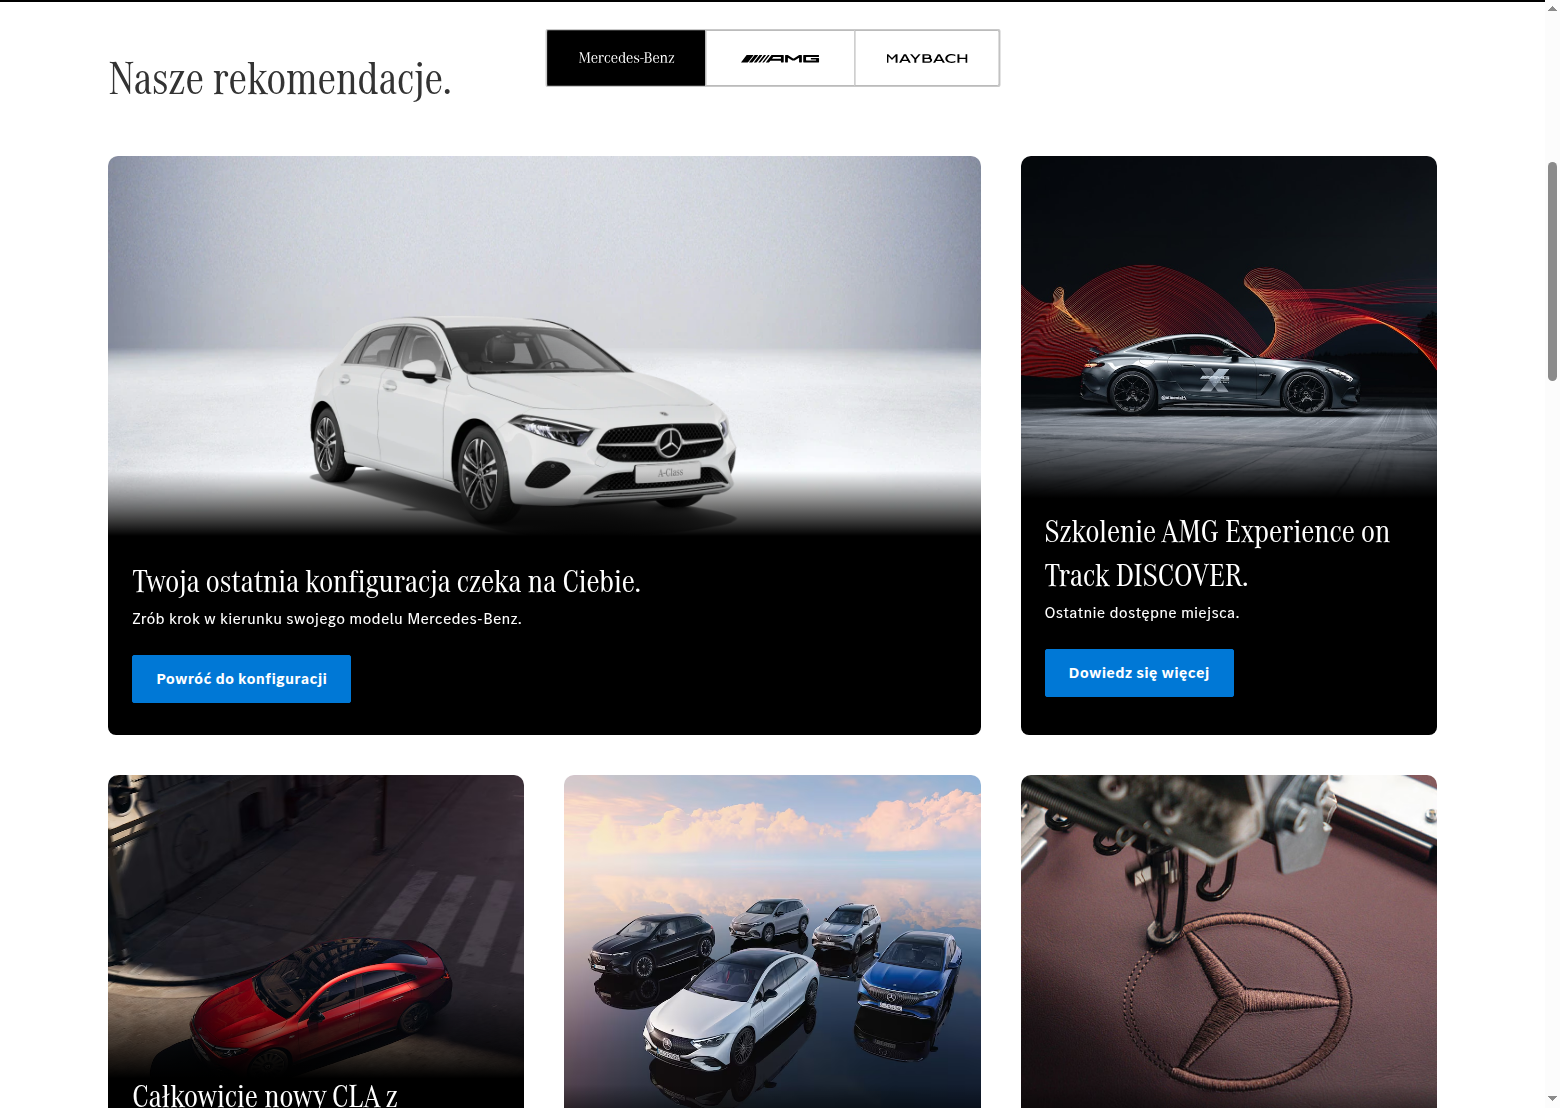 Nasze rekomendacje.
Mercedes-Benz
AMG
MAYBACH
A-Class
Twoja ostatnia konfiguracja czeka na Ciebie.
Zrób krok w kierunku swojego modelu Mercedes-Benz.
Powróć do konfiguracji
AMG
X
Szkolenie AMG Experience on
Track DISCOVER.
Ostatnie dostępne miejsca.
Dowiedz się więcej
Całkowicie nowy CLA z